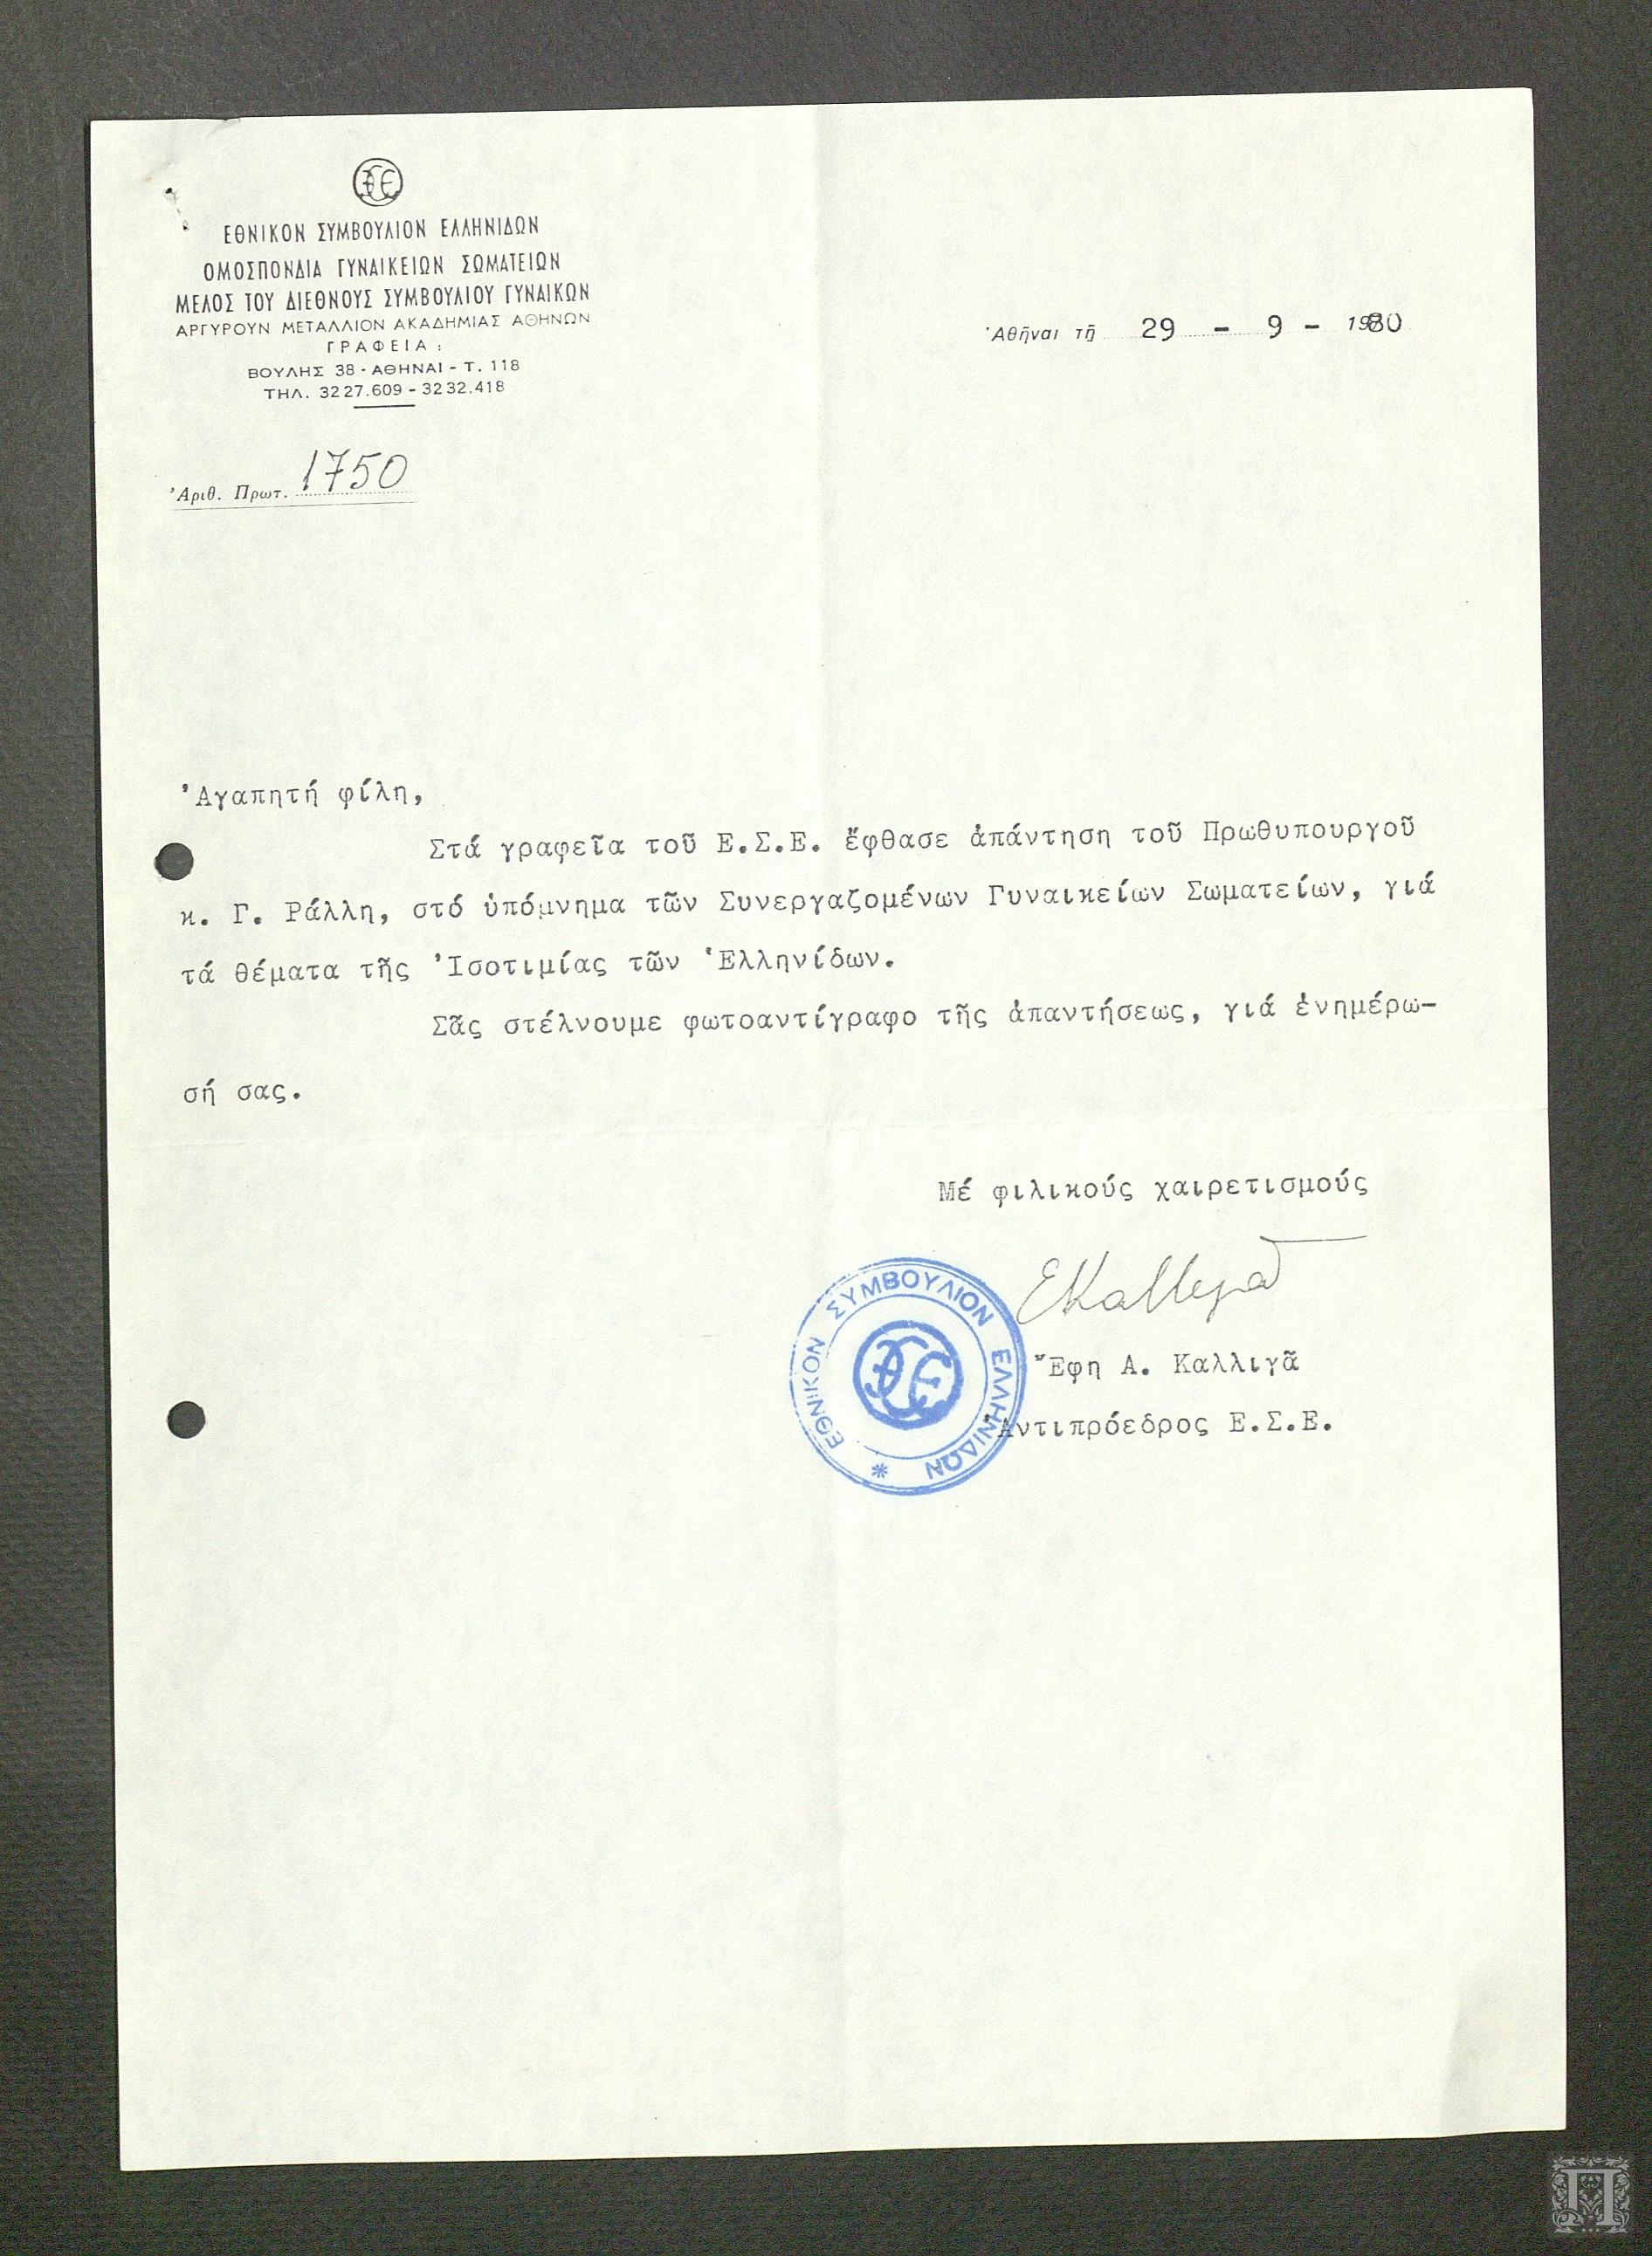 ΕΘΝΙΚΟΝ ΣΥΜΒΟΥΛΙΟΝ ΕΛΛΗΝΙΔΩΝ
ΟΜΟΣΠΟΝΔΙΑ ΓΥΝΑΙΚΕΙΩΝ ΣΩΜΑΤΕΙΩΝ
ΜΕΛΟΣ ΤΟΥ ΔΙΕΘΝΟΥΣ ΣΥΜΒΟΥΛΙΟΥ ΓΥΝΑΙΚΩΝ
ΑΡΓΥΡΟΥΝ ΜΕΤΑΛΛΙΟΝ ΑΚΑΔΗΜΙΑΣ ΑΘΗΝΩΝ
ΓΡΑΦΕΙΑ :
ΒΟΥΛΗΣ 38 - ΑΘΗΝΑΙ - Τ. 118
ΤΗΛ. 3227.609 - 3232.418
Ἀθῆναι τῇ 29 - 9 - 1980
Ἀριθ. Πρωτ. 1750
Ἀγαπητή φίλη,
Στά γραφεῖα τοῦ Ε.Σ.Ε. ἔφθασε ἀπάντηση τοῦ Πρωθυπουργοῦ
κ. Γ. Ράλλη, στό ὑπόμνημα τῶν Συνεργαζομένων Γυναικείων Σωματείων, γιά
τά θέματα τῆς Ἰσοτιμίας τῶν Ἑλληνίδων.
Σᾶς στέλνουμε φωτοαντίγραφο τῆς ἀπαντήσεως, γιά ἐνημέρω-
σή σας.
Μέ φιλικούς χαιρετισμούς
ΕΚαλλιγᾶ
Ἔφη Α. Καλλιγᾶ
Ἀντιπρόεδρος Ε.Σ.Ε.
ΕΘΝΙΚΟΝ ΣΥΜΒΟΥΛΙΟΝ ΕΛΛΗΝΙΔΩΝ *
ΕΣΕ